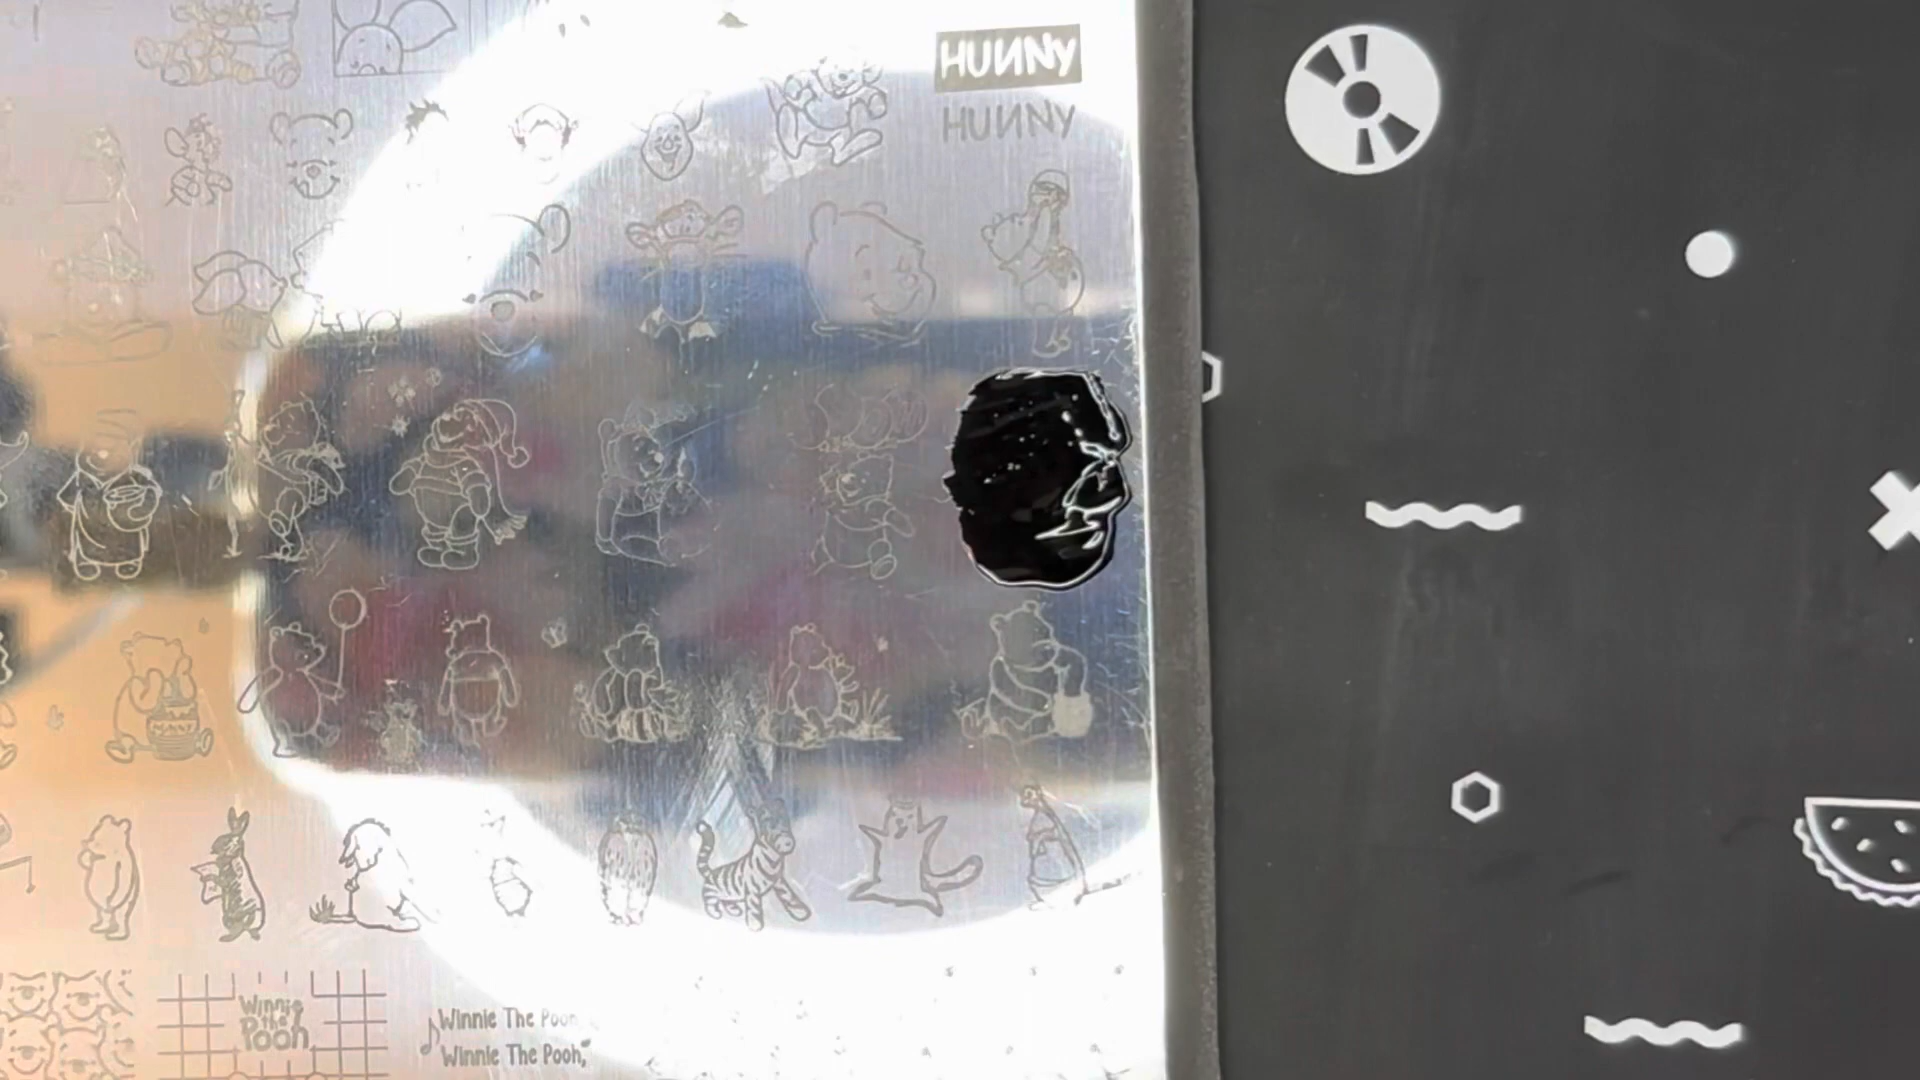 HUNNY
HUNNY
Winnie
the
Pooh
Winnie The Pooh
Winnie The Pooh,